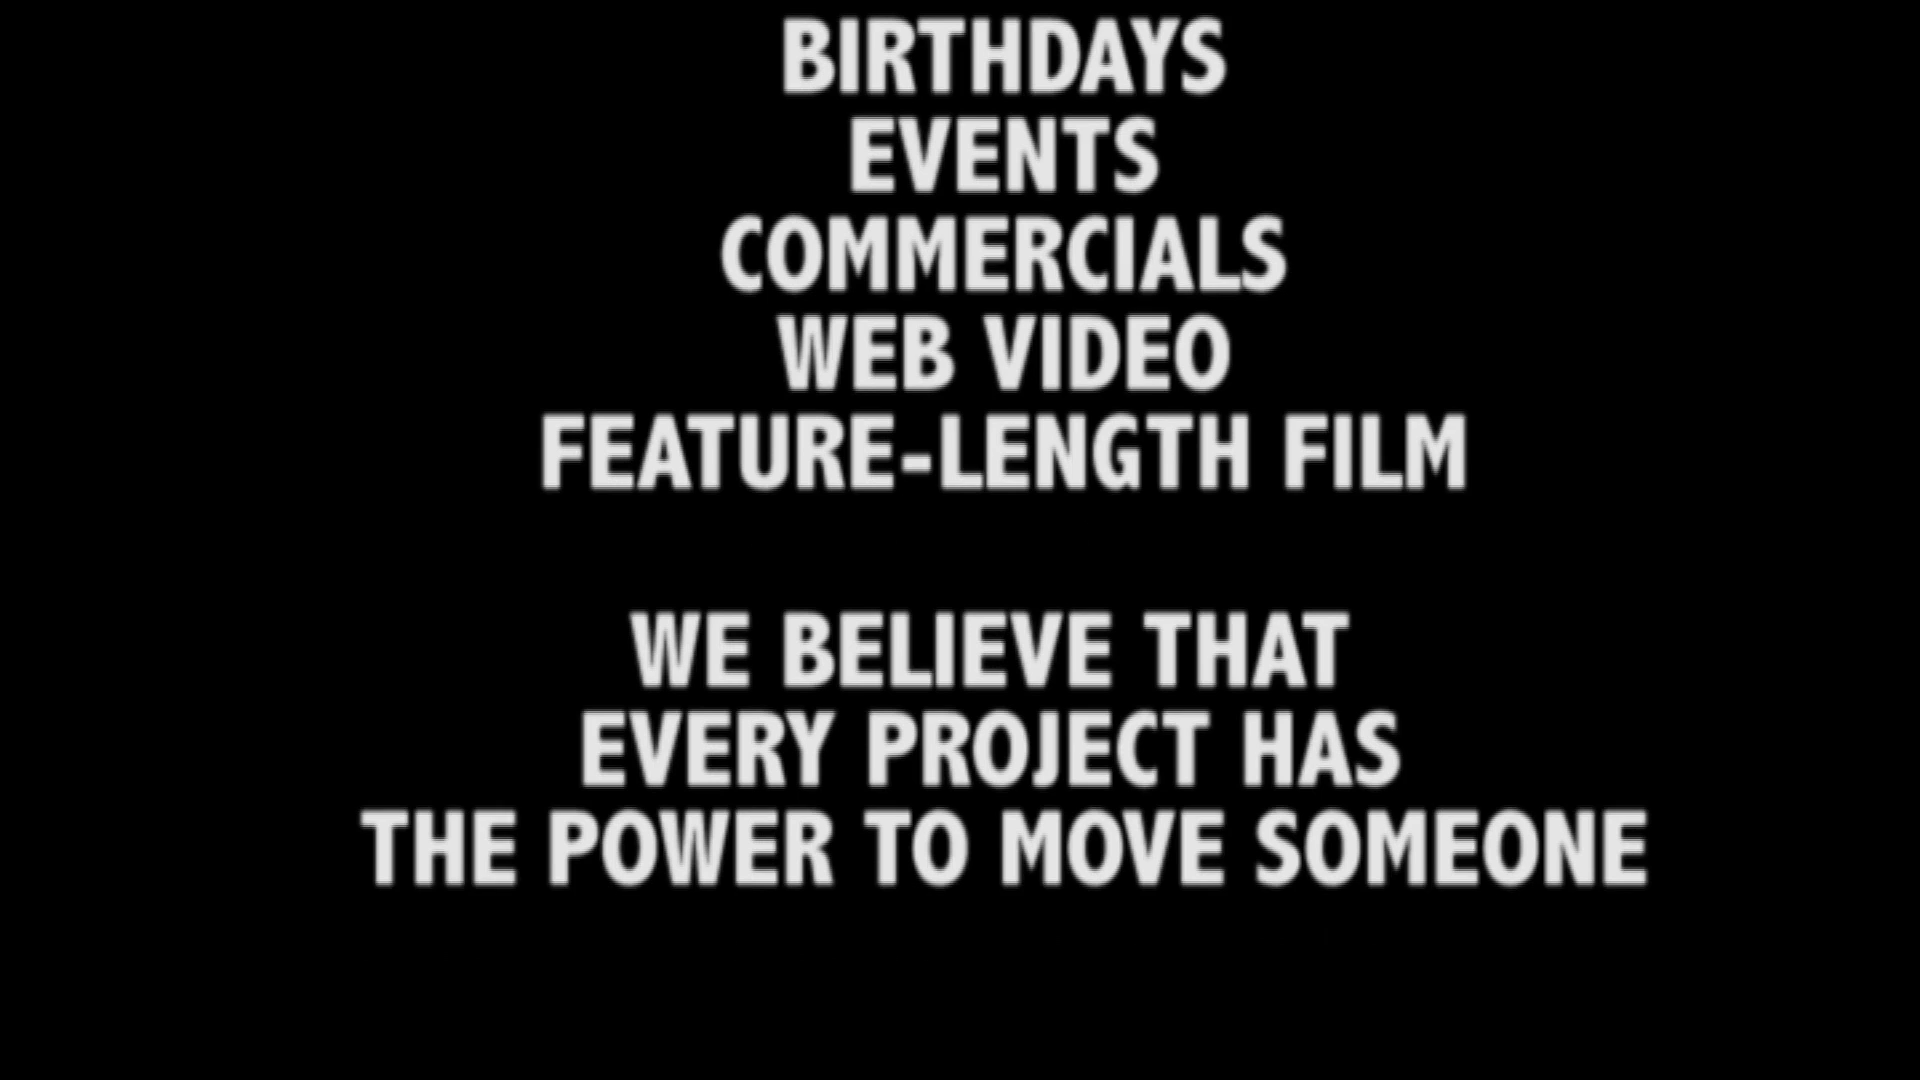 BIRTHDAYS
EVENTS
COMMERCIALS
WEB VIDEO
FEATURE-LENGTH FILM
WE BELIEVE THAT
EVERY PROJECT HAS
THE POWER TO MOVE SOMEONE